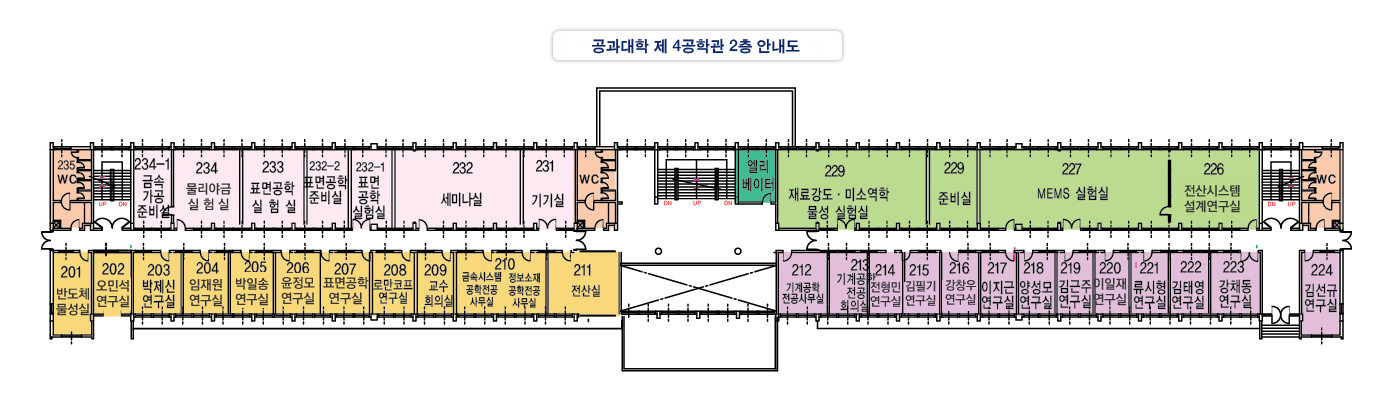 공과대학 제 4공학관 2층 안내도
235
WC
UP
DN
234-1
금속
가공
준비실
234
물리야금
실 험 실
233
표면공학
실 험 실
232-2
표면공학
준비실
232-1
표면
공학
실험실
232
세미나실
231
기기실
WC
DN
UP
DN
엘리
베이터
229
재료강도·미소역학
물성 실험실
229
준비실
227
MEMS 실험실
226
전산시스템
설계연구실
DN
UP
WC
201
반도체
물성실
202
오민석
연구실
203
박제신
연구실
204
임재원
연구실
205
박일송
연구실
206
윤정모
연구실
207
표면공학
연구실
208
로만코프
연구실
209
교수
회의실
210
금속시스템
공학전공
사무실
정보소재
공학전공
사무실
211
전산실
212
기계공학
전공사무실
213
기계공학
전공
회의실
214
전형민
연구실
215
김필기
연구실
216
강창우
연구실
217
이지근
연구실
218
양성모
연구실
219
김근주
연구실
220
이일재
연구실
221
류시형
연구실
222
김태영
연구실
223
강채동
연구실
224
김선규
연구실